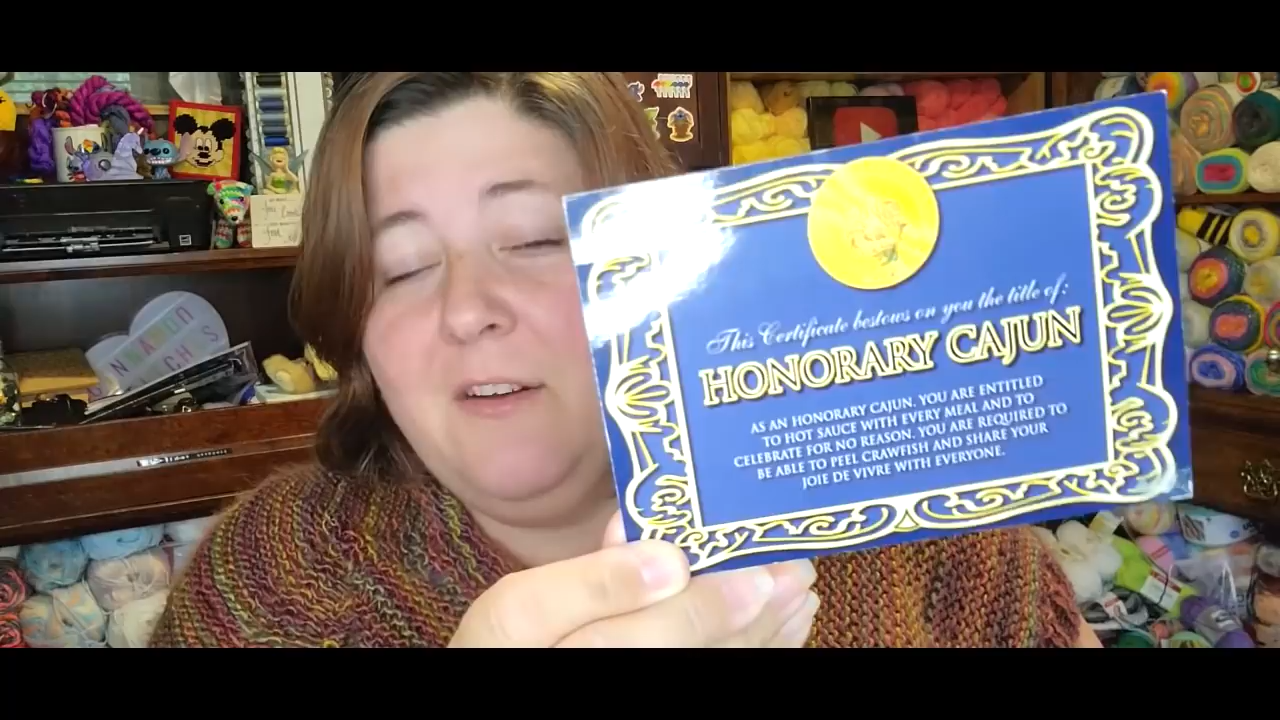 This Certificate bestows on you the title of:
HONORARY CAJUN
AS AN HONORARY CAJUN, YOU ARE ENTITLED
TO HOT SAUCE WITH EVERY MEAL AND TO
CELEBRATE FOR NO REASON. YOU ARE REQUIRED TO
BE ABLE TO PEEL CRAWFISH AND SHARE YOUR
JOIE DE VIVRE WITH EVERYONE.